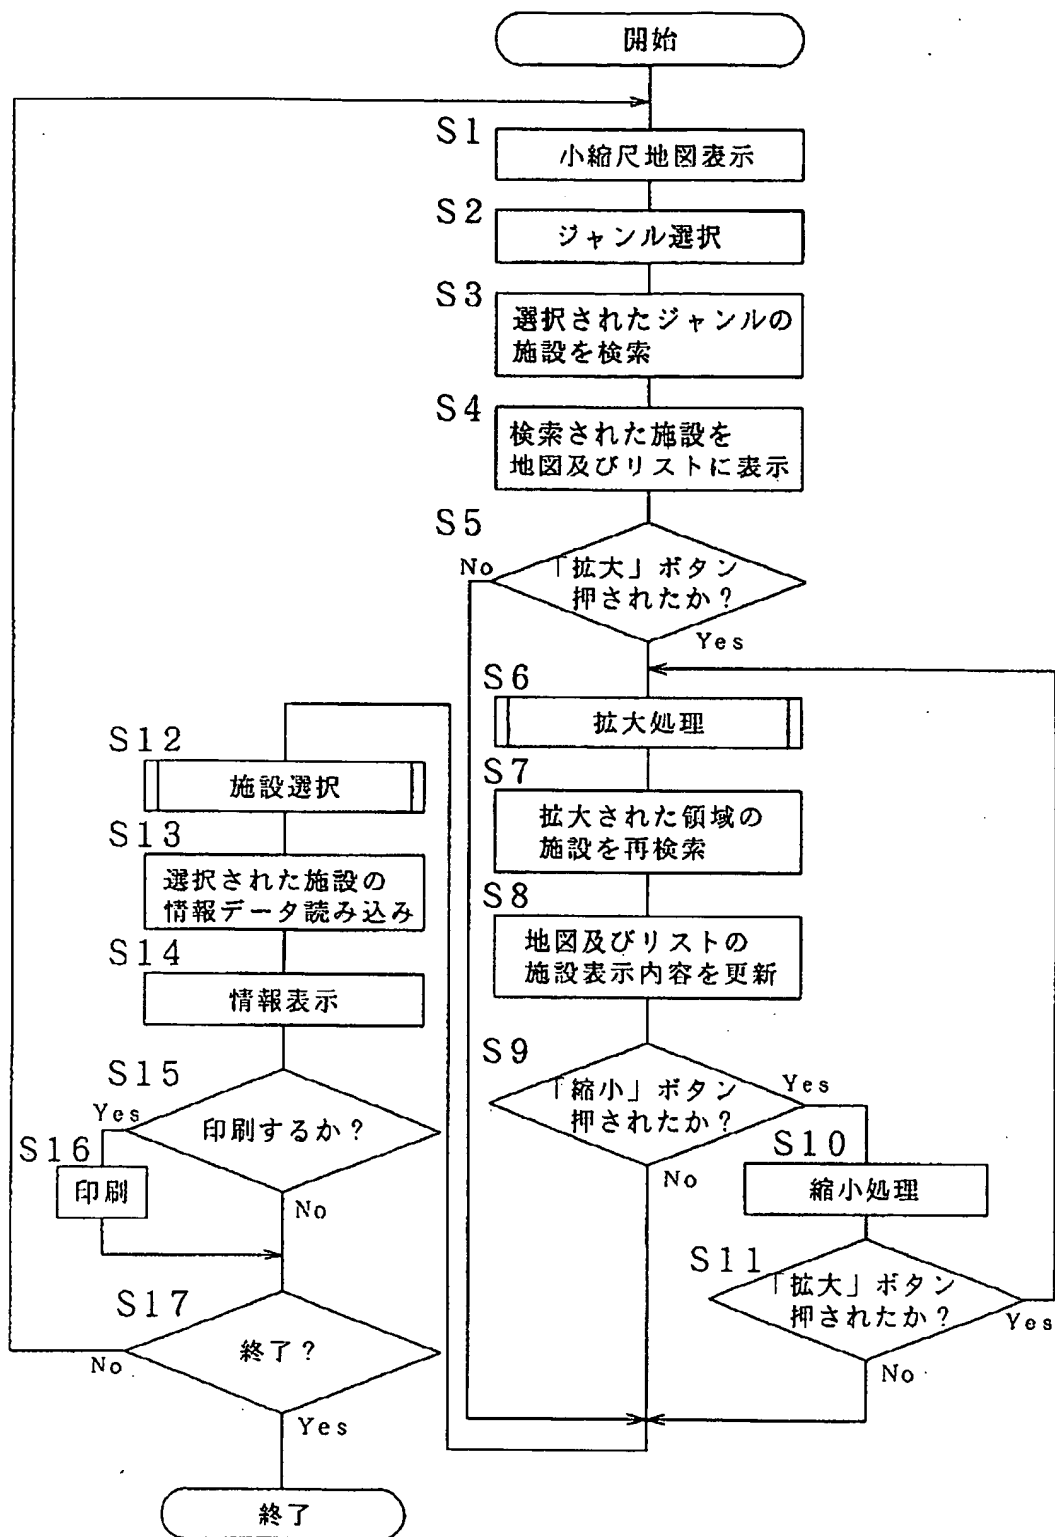 開始
S1
小縮尺地図表示
S2
ジャンル選択
S3
選択されたジャンルの
施設を検索
S4
検索された施設を
地図及びリストに表示
S5
「拡大」ボタン
押されたか？
No
Yes
S6
拡大処理
S7
拡大された領域の
施設を再検索
S8
地図及びリストの
施設表示内容を更新
S9
「縮小」ボタン
押されたか？
Yes
No
S10
縮小処理
S11
「拡大」ボタン
押されたか？
Yes
No
S12
施設選択
S13
選択された施設の
情報データ読み込み
S14
情報表示
S15
印刷するか？
Yes
No
S16
印刷
S17
終了？
No
Yes
終了